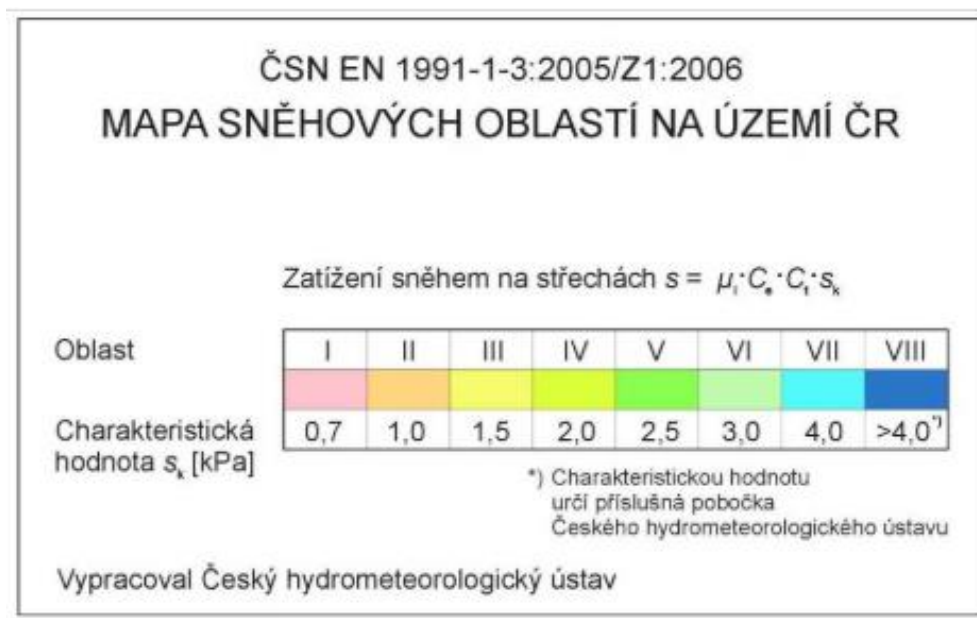 ČSN EN 1991-1-3:2005/Z1:2006
MAPA SNĚHOVÝCH OBLASTÍ NA ÚZEMÍ ČR
Zatížení sněhem na střechách s = μᵢ·Cₑ·Cₜ·sₖ
Oblast I II III IV V VI VII VIII
Charakteristická hodnota sₖ [kPa] 0,7 1,0 1,5 2,0 2,5 3,0 4,0 >4,0*)
*) Charakteristickou hodnotu
určí příslušná pobočka
Českého hydrometeorologického ústavu
Vypracoval Český hydrometeorologický ústav